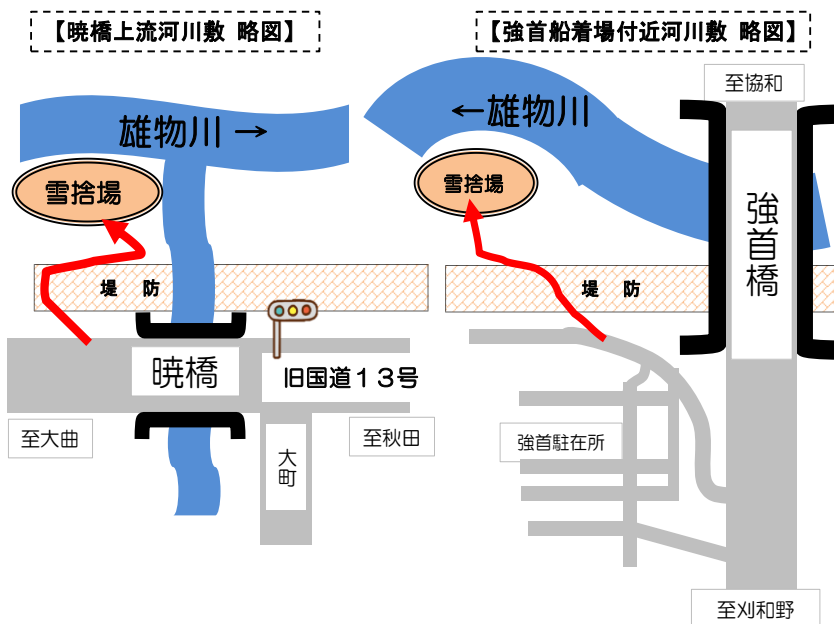 【暁橋上流河川敷 略図】
雄物川→
雪捨場
堤 防
暁橋
旧国道13号
至大曲
至秋田
大町
【強首船着場付近河川敷 略図】
至協和
←雄物川
雪捨場
強首橋
堤 防
強首駐在所
至刈和野